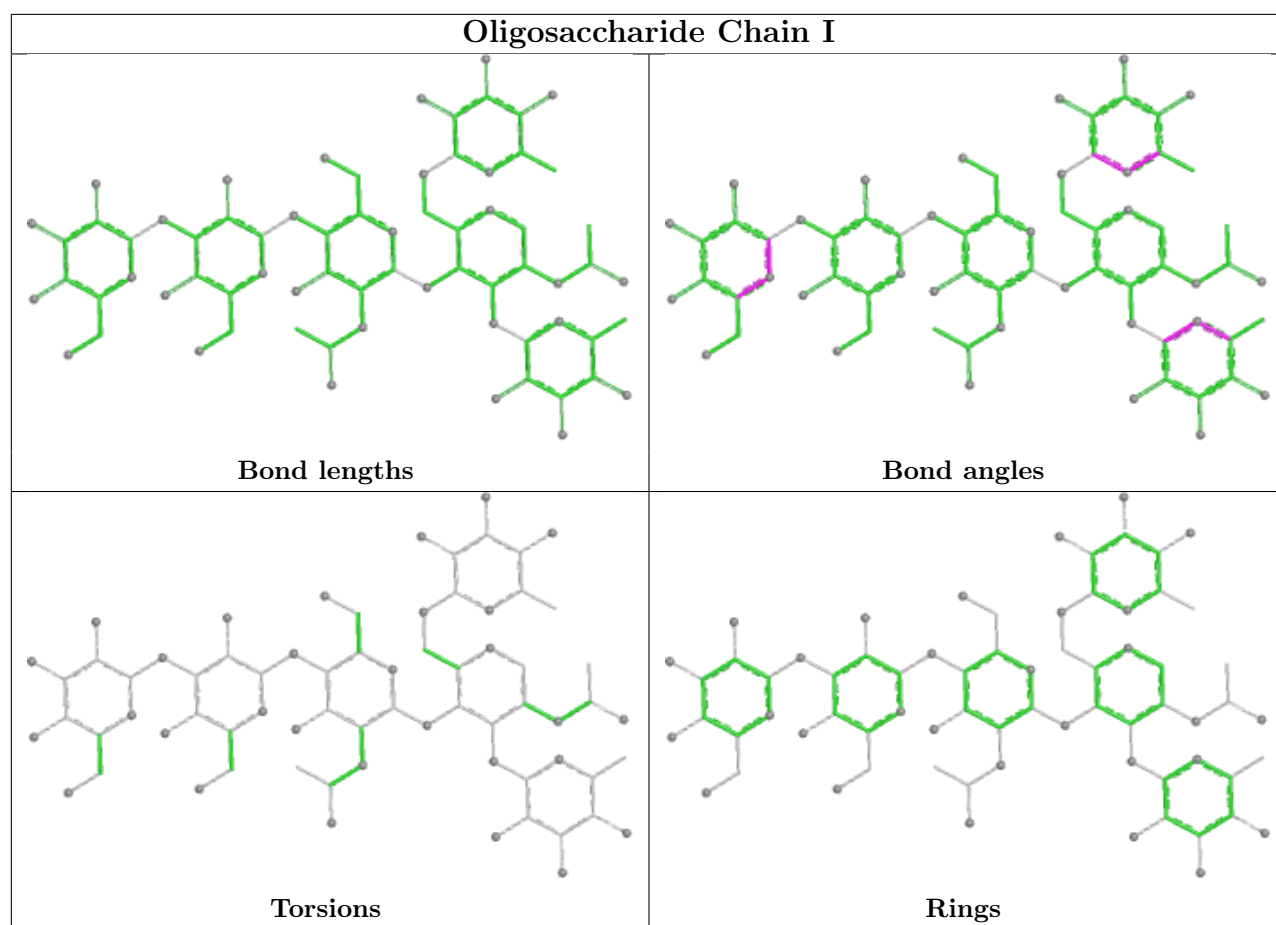 Oligosaccharide Chain I
Bond lengths
Bond angles
Torsions
Rings